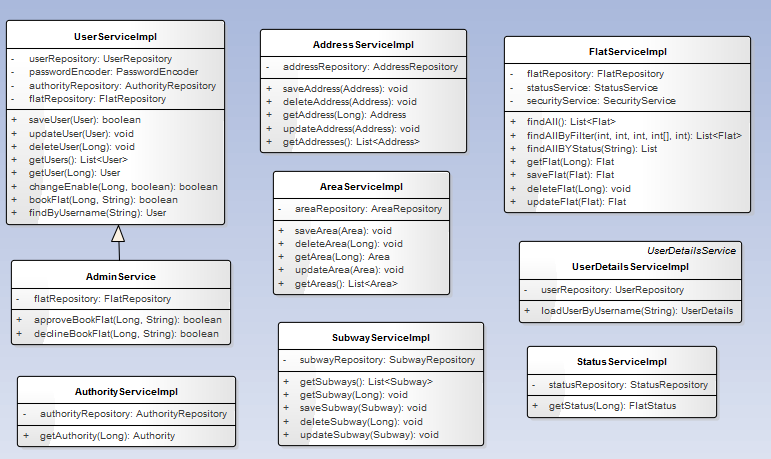 UserServiceImpl
- userRepository: UserRepository
- passwordEncoder: PasswordEncoder
- authorityRepository: AuthorityRepository
- flatRepository: FlatRepository
+ saveUser(User): boolean
+ updateUser(User): void
+ deleteUser(Long): void
+ getUsers(): List<User>
+ getUser(Long): User
+ changeEnable(Long, boolean): boolean
+ bookFlat(Long, String): boolean
+ findByUsername(String): User
AdminService
- flatRepository: FlatRepository
+ approveBookFlat(Long, String): boolean
+ declineBookFlat(Long, String): boolean
AuthorityServiceImpl
- authorityRepository: AuthorityRepository
+ getAuthority(Long): Authority
AddressServiceImpl
- addressRepository: AddressRepository
+ saveAddress(Address): void
+ deleteAddress(Address): void
+ getAddress(Long): Address
+ updateAddress(Address): void
+ getAddresses(): List<Address>
AreaServiceImpl
- areaRepository: AreaRepository
+ saveArea(Area): void
+ deleteArea(Long): void
+ getArea(Long): Area
+ updateArea(Area): void
+ getAreas(): List<Area>
SubwayServiceImpl
- subwayRepository: SubwayRepository
+ getSubways(): List<Subway>
+ getSubway(Long): void
+ saveSubway(Subway): void
+ deleteSubway(Long): void
+ updateSubway(Subway): void
FlatServiceImpl
- flatRepository: FlatRepository
- statusService: StatusService
- securityService: SecurityService
+ findAll(): List<Flat>
+ findAllByFilter(int, int, int, int[], int): List<Flat>
+ findAllBYStatus(String): List
+ getFlat(Long): Flat
+ saveFlat(Flat): Flat
+ deleteFlat(Long): void
+ updateFlat(Flat): Flat
UserDetailsService
UserDetailsServiceImpl
- userRepository: UserRepository
+ loadUserByUsername(String): UserDetails
StatusServiceImpl
- statusRepository: StatusRepository
+ getStatus(Long): FlatStatus